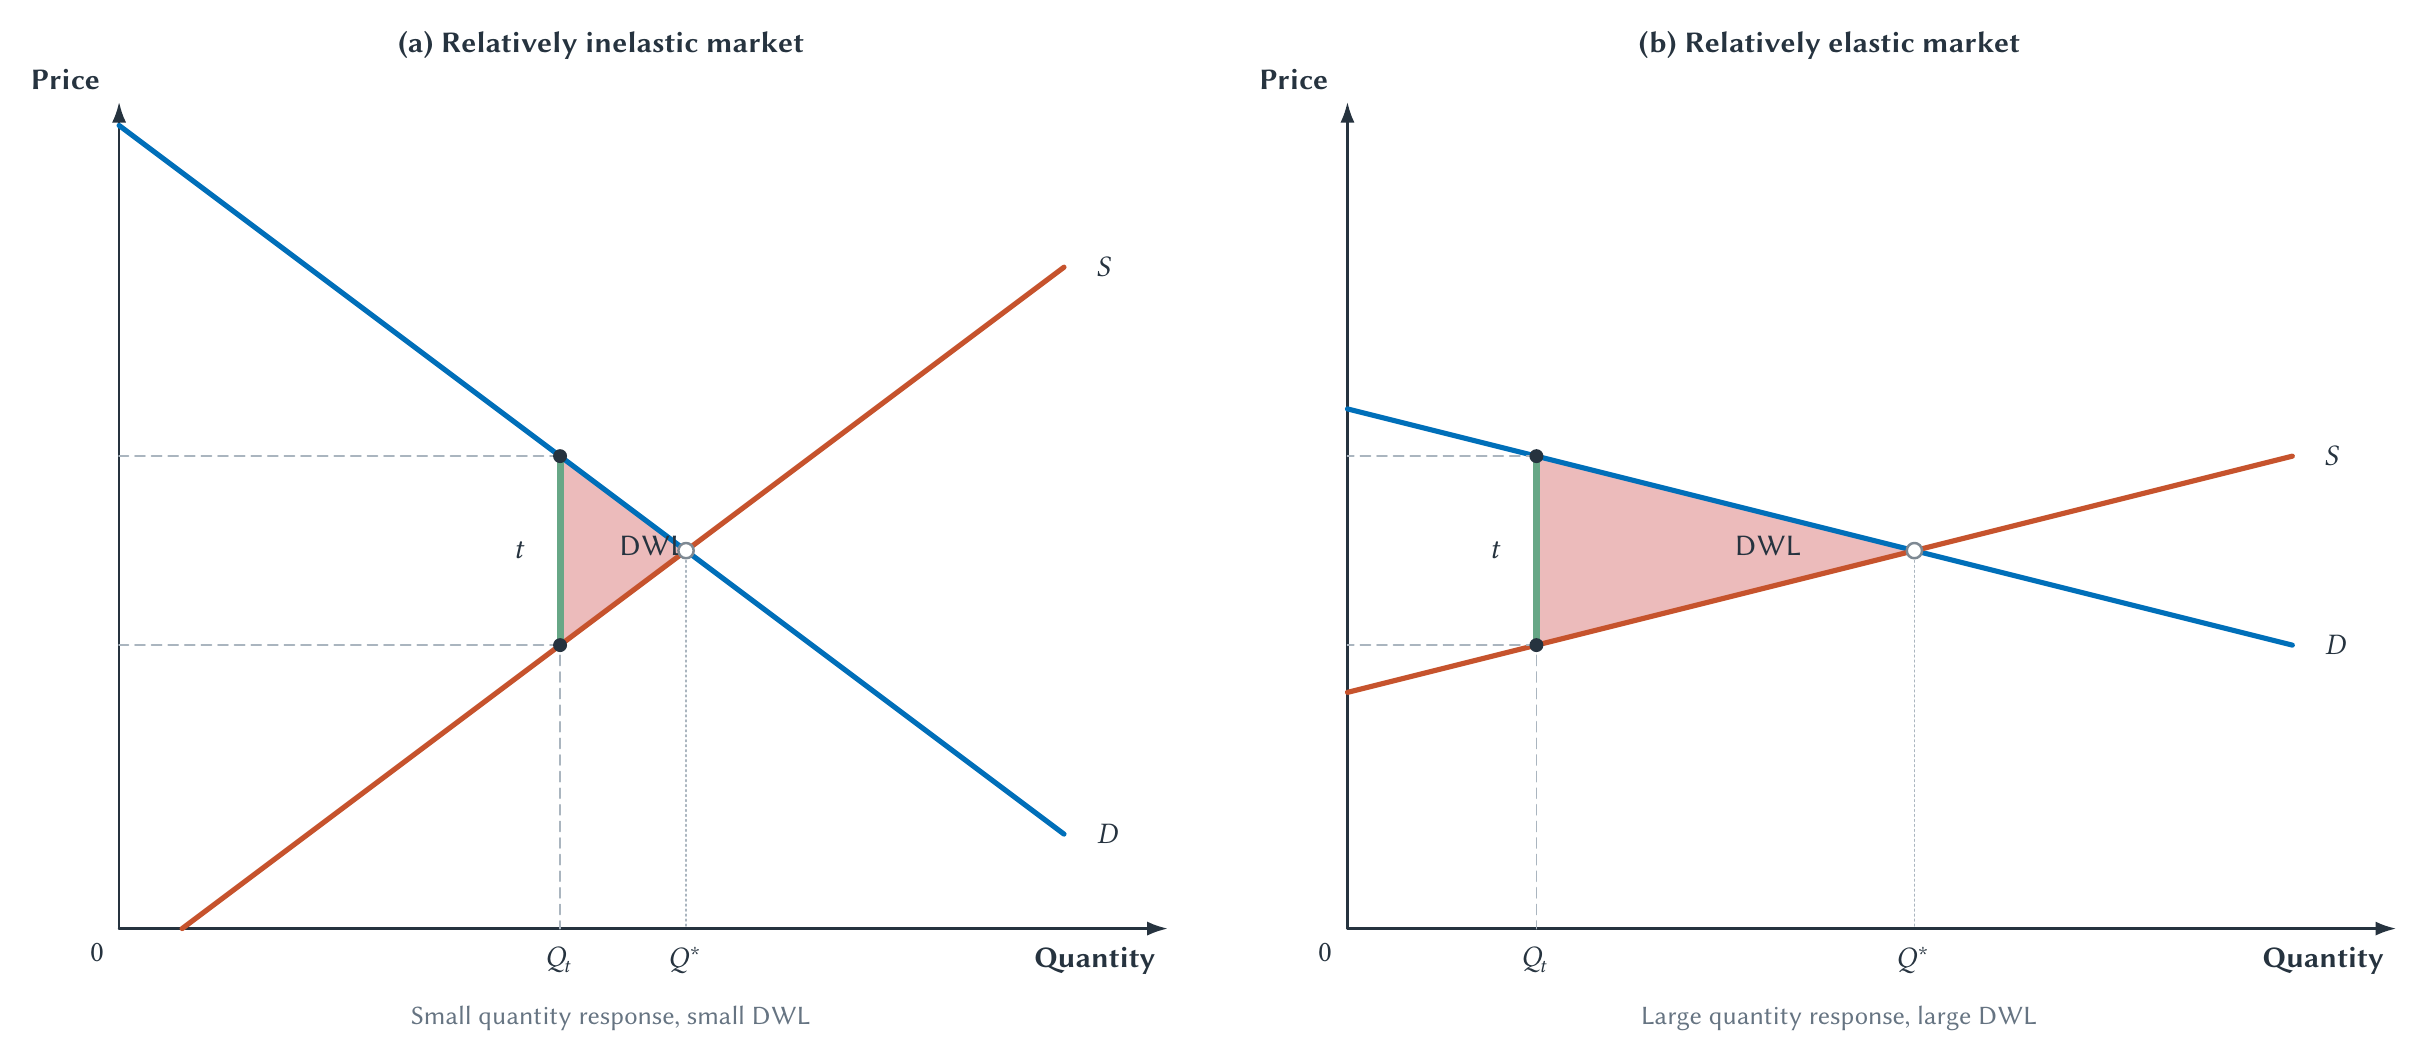 (a) Relatively inelastic market
Price
S
t
DWL
D
0
Qt
Q*
Quantity
Small quantity response, small DWL
(b) Relatively elastic market
Price
S
t
DWL
D
0
Qt
Q*
Quantity
Large quantity response, large DWL